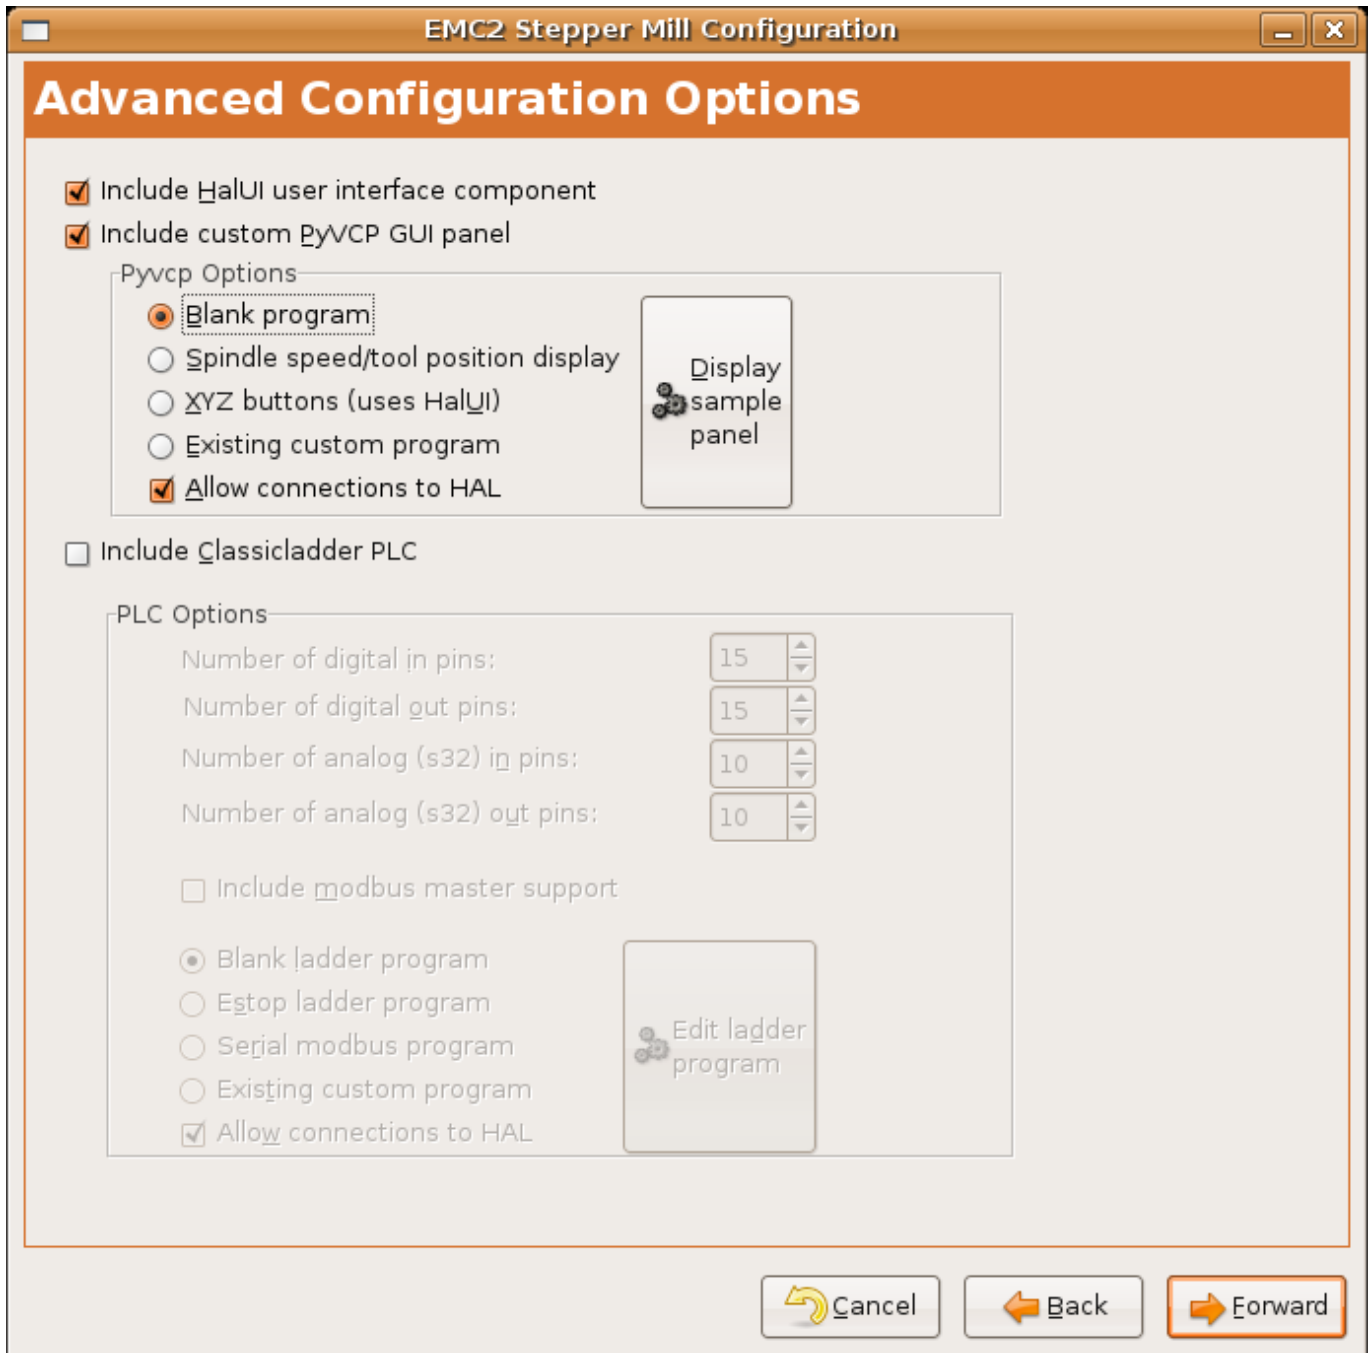 EMC2 Stepper Mill Configuration
Advanced Configuration Options
Include HalUI user interface component
Include custom PyVCP GUI panel
Pyvcp Options
Blank program
Spindle speed/tool position display
XYZ buttons (uses HalUI)
Existing custom program
Allow connections to HAL
Display
sample
panel
Include Classicladder PLC
PLC Options
Number of digital in pins:
15
Number of digital out pins:
15
Number of analog (s32) in pins:
10
Number of analog (s32) out pins:
10
Include modbus master support
Blank ladder program
Estop ladder program
Serial modbus program
Existing custom program
Allow connections to HAL
Edit ladder
program
Cancel
Back
Forward